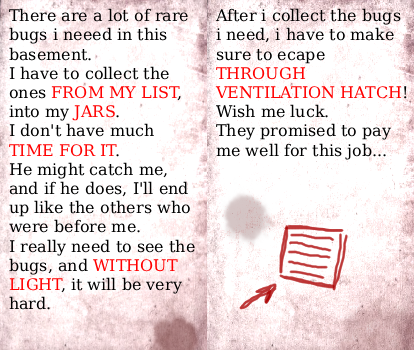 There are a lot of rare
bugs i neeed in this
basement.
I have to collect the
ones FROM MY LIST,
into my JARS.
I don't have much
TIME FOR IT.
He might catch me,
and if he does, I'll end
up like the others who
were before me.
I really need to see the
bugs, and WITHOUT
LIGHT, it will be very
hard.
After i collect the bugs
i need, i have to make
sure to ecape
THROUGH
VENTILATION HATCH!
Wish me luck.
They promised to pay
me well for this job...